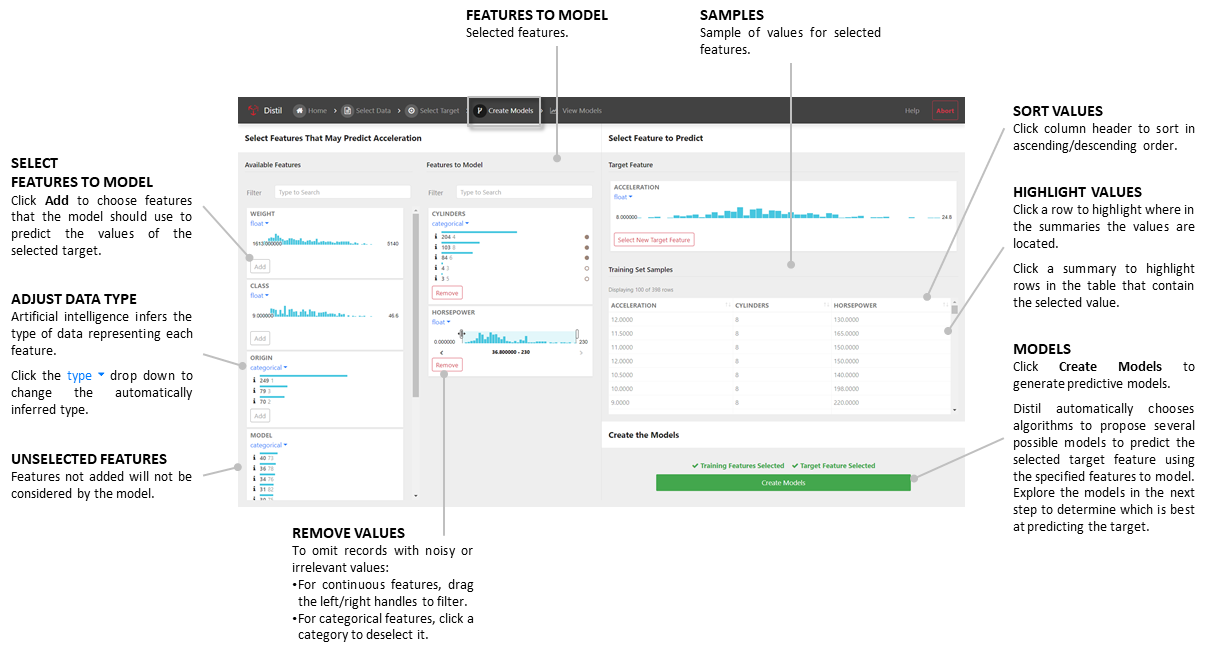 FEATURES TO MODEL
Selected features.
SAMPLES
Sample of values for selected
features.
SELECT
FEATURES TO MODEL
Click Add to choose features
that the model should use to
predict the values of the
selected target.
ADJUST DATA TYPE
Artificial intelligence infers the
type of data representing each
feature.
Click the type drop down to
change the automatically
inferred type.
UNSELECTED FEATURES
Features not added will not be
considered by the model.
Distil Home Select Data Select Target Create Models View Models Help Abort
Select Features That May Predict Acceleration
Available Features
Filter Type to Search
WEIGHT
float
1613.000000 5140
Add
CLASS
float
9.000000 46.6
Add
ORIGIN
categorical
249 1
79 3
70 2
Add
MODEL
categorical
40 73
36 78
34 76
31 82
30 75
Features to Model
Filter Type to Search
CYLINDERS
categorical
204 4
103 8
84 6
4 3
3 5
Remove
HORSEPOWER
float
0.000000 230
36.800000 - 230
Remove
Select Feature to Predict
Target Feature
ACCELERATION
float
8.000000 24.8
Select New Target Feature
Training Set Samples
Displaying 100 of 398 rows
ACCELERATION CYLINDERS HORSEPOWER
12.0000 8 130.0000
11.5000 8 165.0000
11.0000 8 150.0000
12.0000 8 150.0000
10.5000 8 140.0000
10.0000 8 198.0000
9.0000 8 220.0000
Create the Models
Training Features Selected Target Feature Selected
Create Models
SORT VALUES
Click column header to sort in
ascending/descending order.
HIGHLIGHT VALUES
Click a row to highlight where in
the summaries the values are
located.
Click a summary to highlight
rows in the table that contain
the selected value.
MODELS
Click Create Models to
generate predictive models.
Distil automatically chooses
algorithms to propose several
possible models to predict the
selected target feature using
the specified features to model.
Explore the models in the next
step to determine which is best
at predicting the target.
REMOVE VALUES
To omit records with noisy or
irrelevant values:
•For continuous features, drag
the left/right handles to filter.
•For categorical features, click a
category to deselect it.